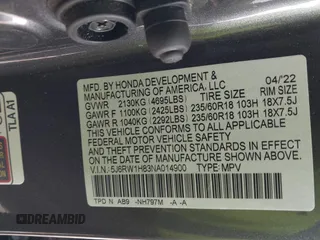 MFD BY HONDA DEVELOPMENT &
MANUFACTURING OF AMERICA, LLC 04/22
GVWR 2130KG (4695LBS) TIRE SIZE RIM SIZE
GAWR F 1100KG (2425LBS) 235/60R18 103H 18X7.5J
GAWR R 1040KG (2292LBS) 235/60R18 103H 18X7.5J
THIS VEHICLE CONFORMS TO ALL APPLICABLE
FEDERAL MOTOR VEHICLE SAFETY STANDARDS IN
EFFECT ON THE DATE OF MANUFACTURE SHOWN ABOVE.
V.I.N.: 5J6RW1H83NA014900 TYPE: MPV
TPD N AB9 -NH797M -A -A
TLA A1
DREAMBID